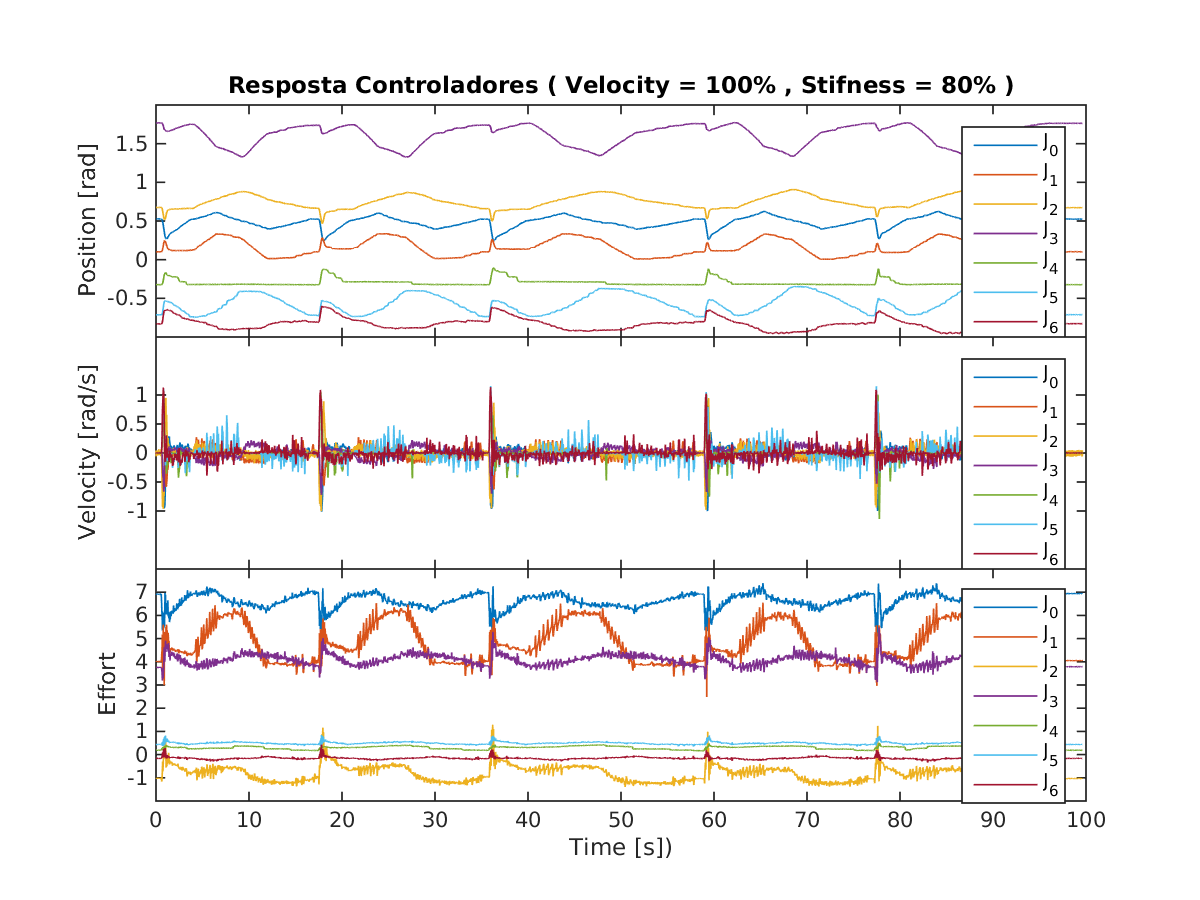 Resposta Controladores ( Velocity = 100% , Stifness = 80% )
Position [rad]
1.5
1
0.5
0
-0.5
J0
J1
J2
J3
J4
J5
J6
Velocity [rad/s]
1
0.5
0
-0.5
-1
J0
J1
J2
J3
J4
J5
J6
Effort
7
6
5
4
3
2
1
0
-1
J0
J1
J2
J3
J4
J5
J6
0 10 20 30 40 50 60 70 80 90 100
Time [s])